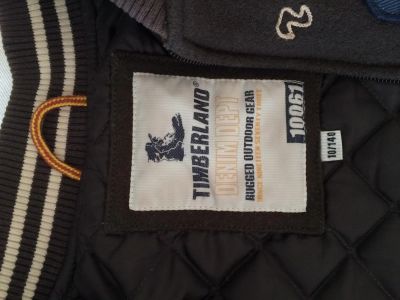 TIMBERLAND®
DENIM DEPT
RUGGED OUTDOOR GEAR
10061
10/140